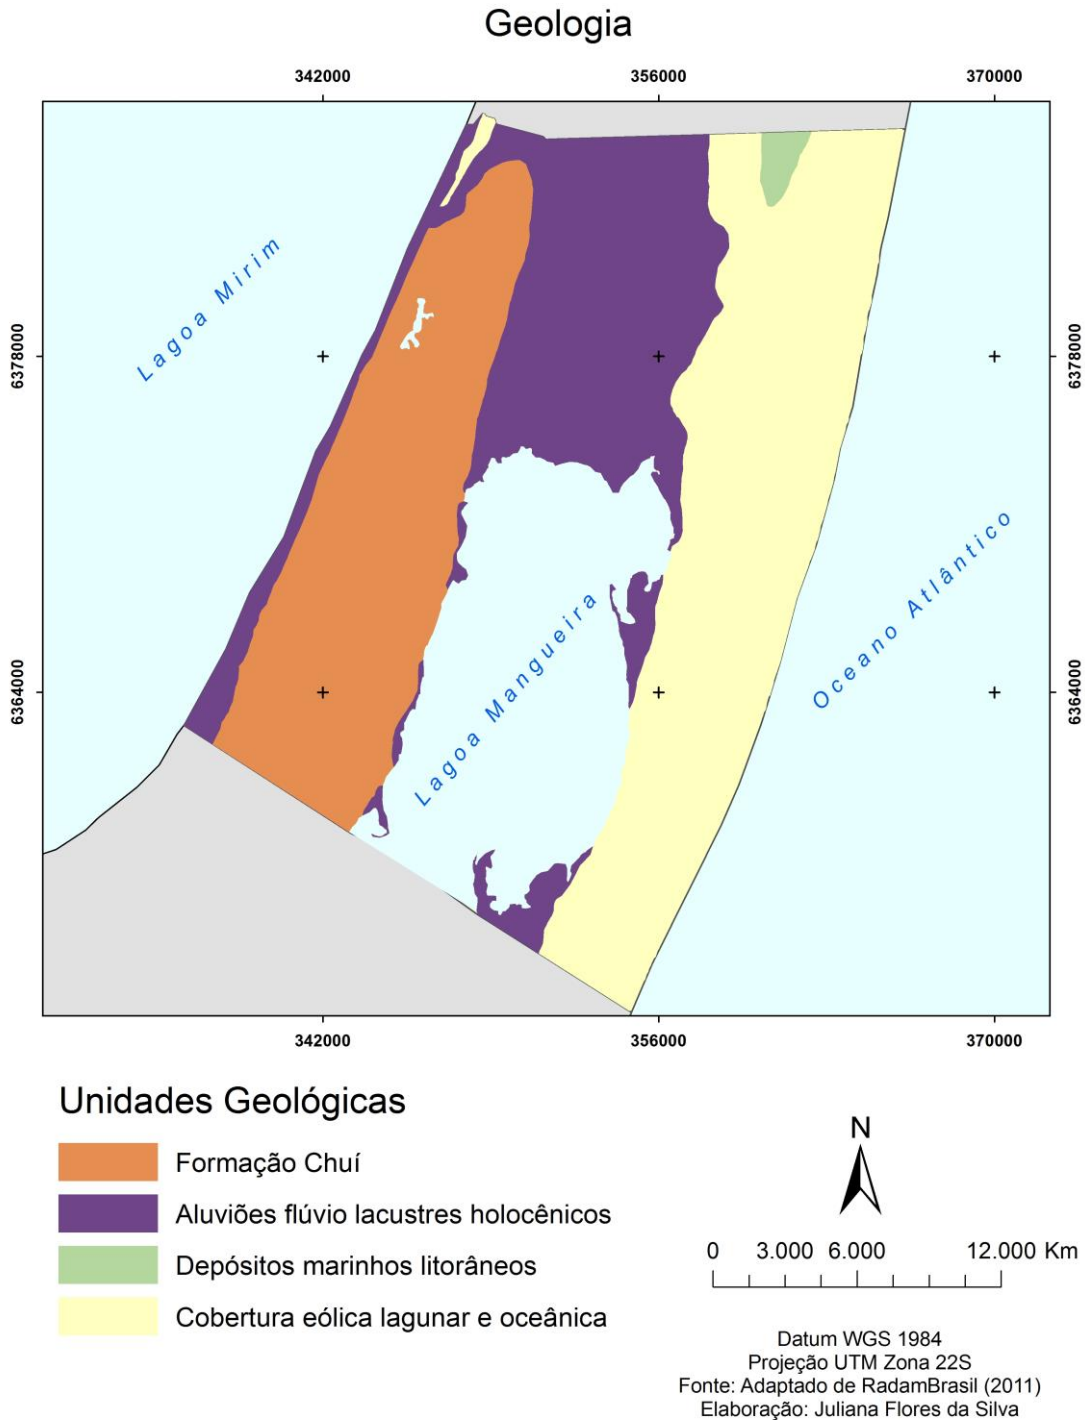 Geologia
342000 356000 370000
Lagoa Mirim
6378000 6378000
Oceano Atlântico
Lagoa Mangueira
6364000 6364000
342000 356000 370000
Unidades Geológicas
Formação Chuí
Aluviões flúvio lacustres holocênicos
Depósitos marinhos litorâneos
Cobertura eólica lagunar e oceânica
N
0 3.000 6.000 12.000 Km
Datum WGS 1984
Projeção UTM Zona 22S
Fonte: Adaptado de RadamBrasil (2011)
Elaboração: Juliana Flores da Silva